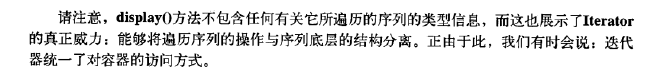 请注意，display()方法不包含任何有关它所遍历的序列的类型信息，而这也展示了Iterator
的真正威力：能够将遍历序列的操作与序列底层的结构分离。正由于此，我们有时会说：迭代
器统一了对容器的访问方式。